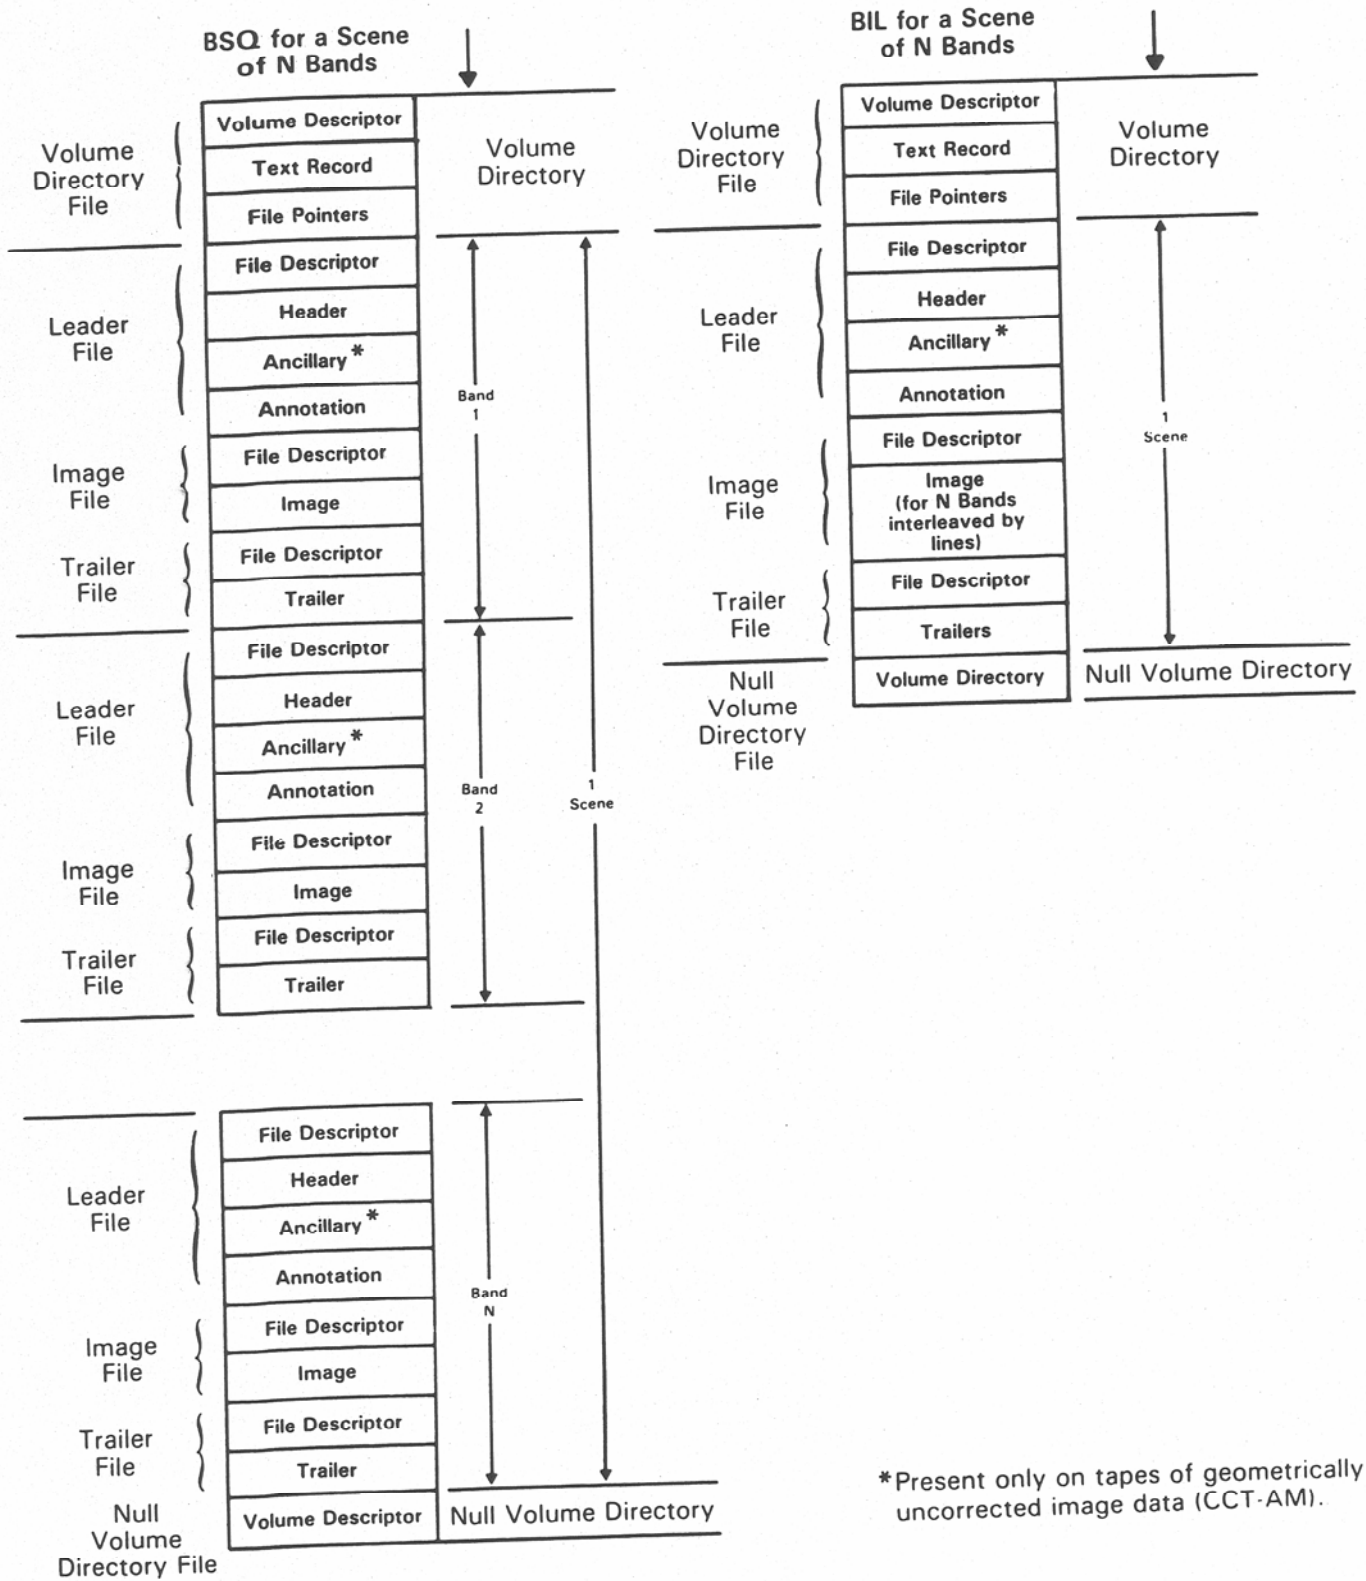 BSQ for a Scene
of N Bands
Volume
Directory
File
Volume Descriptor
Text Record
File Pointers
Volume
Directory
Leader
File
File Descriptor
Header
Ancillary*
Annotation
Image
File
File Descriptor
Image
Trailer
File
File Descriptor
Trailer
Band
1
Leader
File
File Descriptor
Header
Ancillary*
Annotation
Image
File
File Descriptor
Image
Trailer
File
File Descriptor
Trailer
Band
2
1
Scene
Leader
File
File Descriptor
Header
Ancillary*
Annotation
Image
File
File Descriptor
Image
Trailer
File
File Descriptor
Trailer
Band
N
Null
Volume
Directory File
Volume Descriptor
Null Volume Directory
BIL for a Scene
of N Bands
Volume
Directory
File
Volume Descriptor
Text Record
File Pointers
Volume
Directory
Leader
File
File Descriptor
Header
Ancillary*
Annotation
Image
File
File Descriptor
Image
(for N Bands
interleaved by
lines)
Trailer
File
File Descriptor
Trailers
1
Scene
Null
Volume
Directory
File
Volume Directory
Null Volume Directory
*Present only on tapes of geometrically
uncorrected image data (CCT-AM).